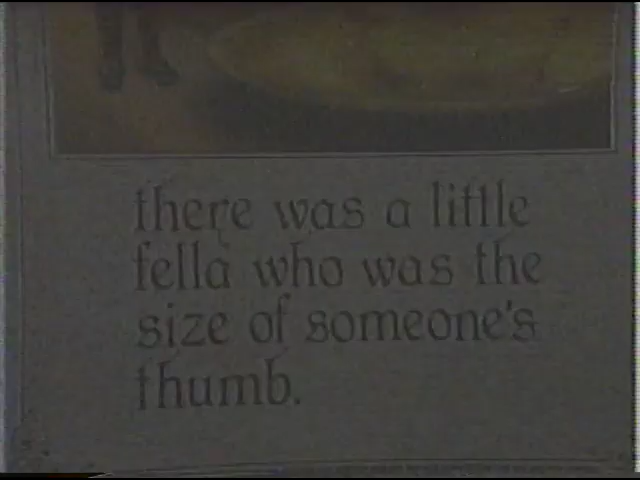 there was a little
fella who was the
size of someone's
thumb.